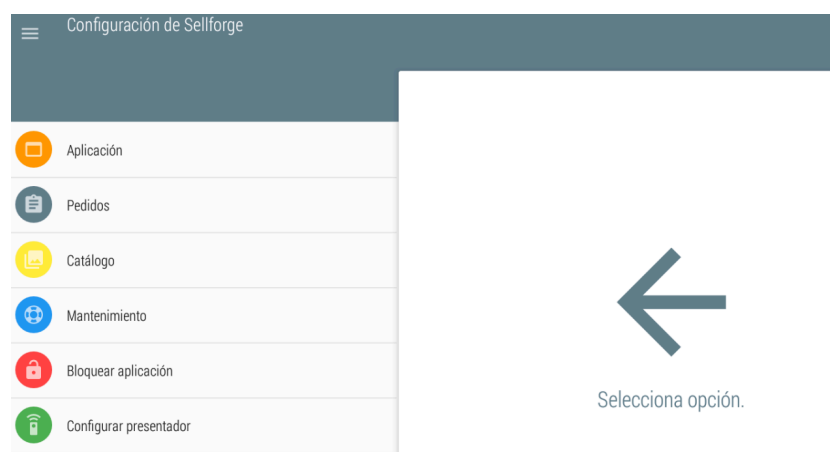 Configuración de Sellforge
Aplicación
Pedidos
Catálogo
Mantenimiento
Bloquear aplicación
Configurar presentador
Selecciona opción.